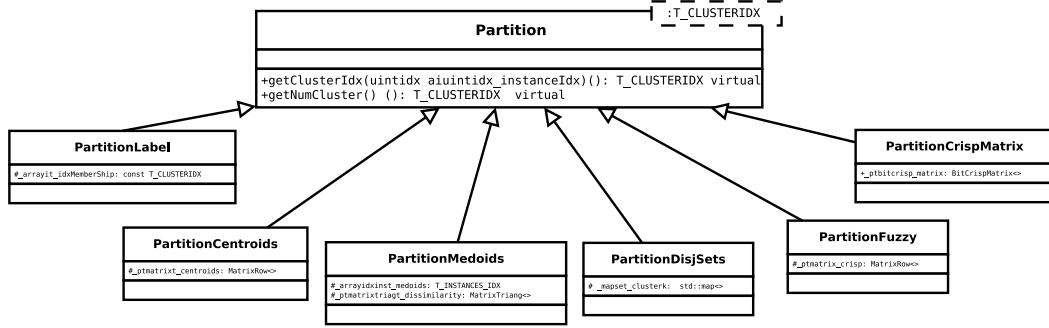 :T_CLUSTERIDX
Partition
+getClusterIdx(uintidx aiuintidx_instanceIdx)(): T_CLUSTERIDX virtual
+getNumCluster() (): T_CLUSTERIDX virtual
PartitionLabel
#_arrayit_idxMemberShip: const T_CLUSTERIDX
PartitionCrispMatrix
+_ptbitcrisp_matrix: BitCrispMatrix<>
PartitionCentroids
#_ptmatrixt_centroids: MatrixRow<>
PartitionMedoids
#_arrayidxinst_medoids: T_INSTANCES_IDX
#_ptmatrixtriagt_dissimilarity: MatrixTriang<>
PartitionDisjSets
# _mapset_clusterk: std::map<>
PartitionFuzzy
#_ptmatrix_crisp: MatrixRow<>